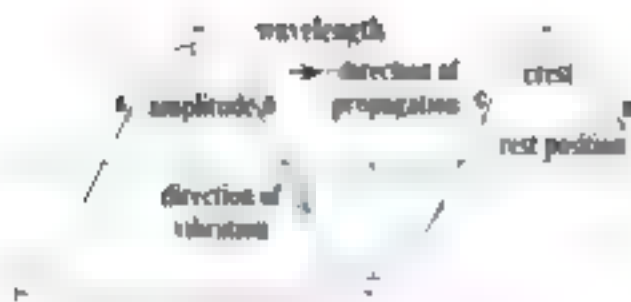 wavelength
direction of
propagation
crest
amplitude
rest position
direction of
vibration